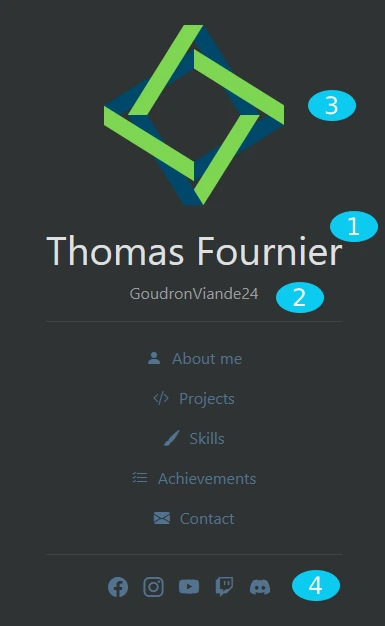 3
1
Thomas Fournier
GoudronViande24
2
About me
Projects
Skills
Achievements
Contact
4